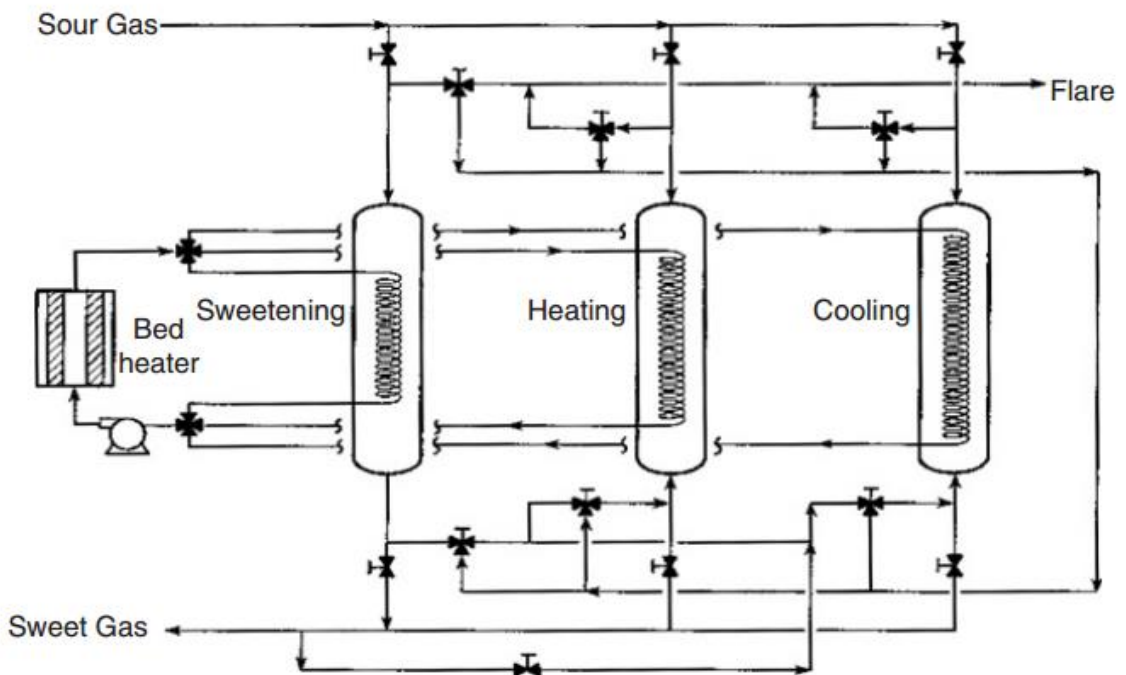 Sour Gas
Flare
Sweetening
Heating
Cooling
Bed
heater
Sweet Gas